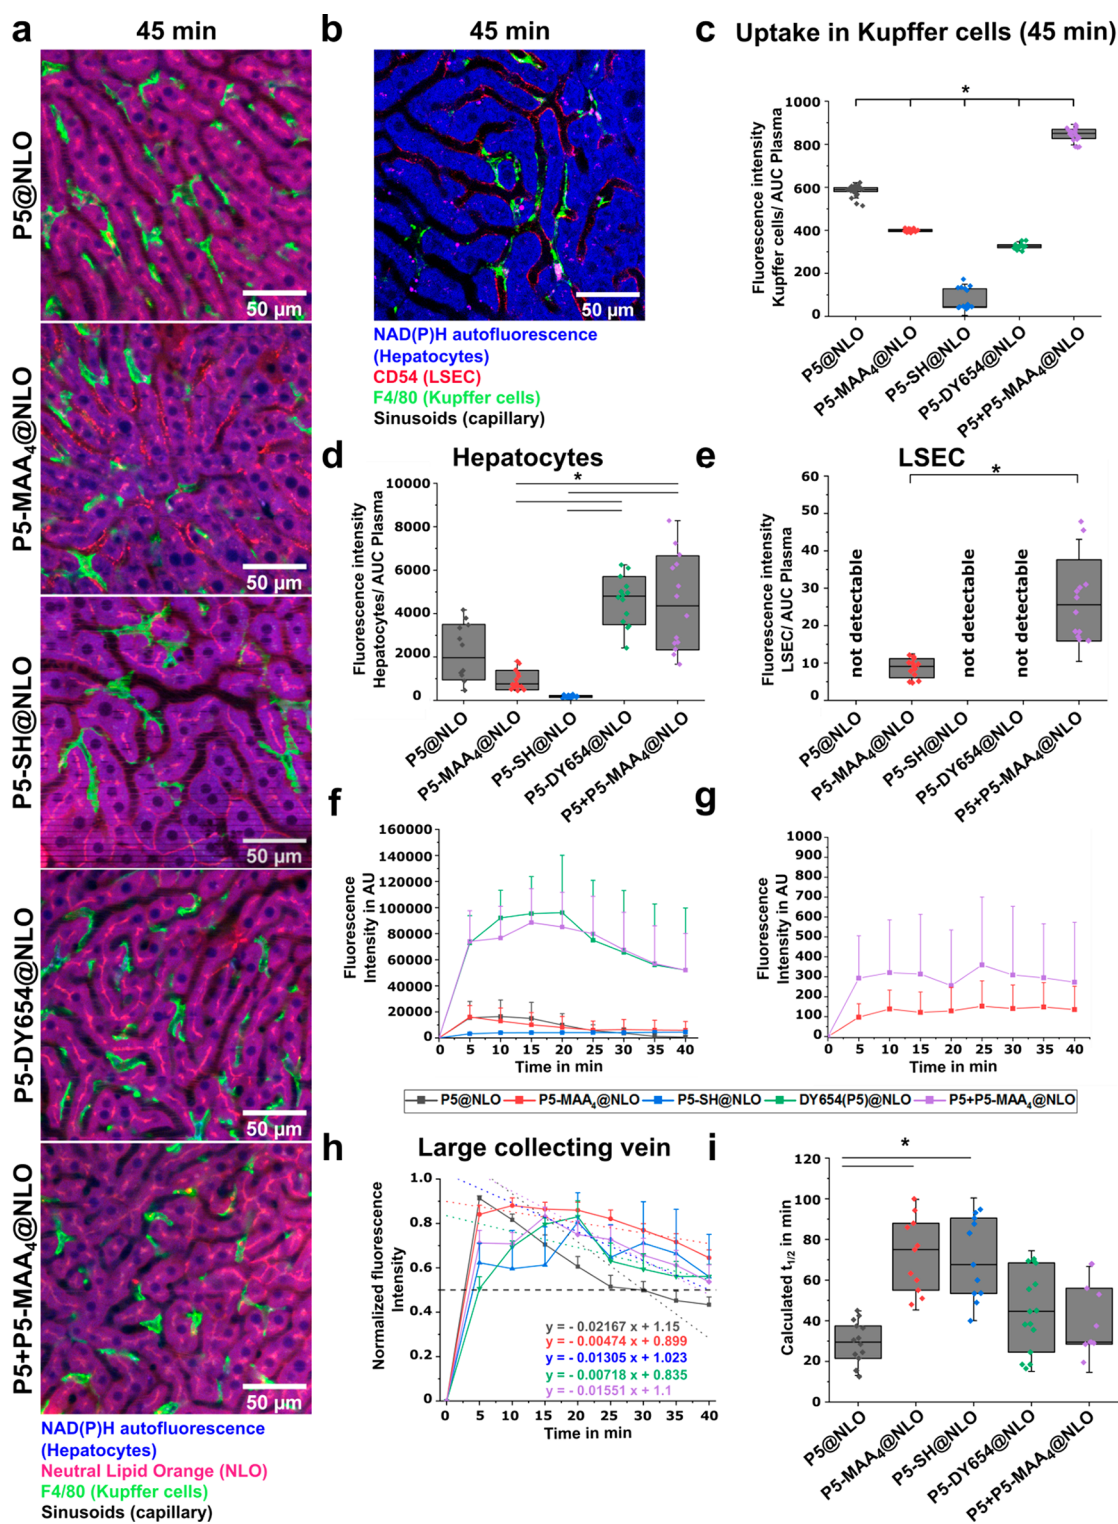 a
45 min
P5@NLO
50 µm
P5-MAA4@NLO
50 µm
P5-SH@NLO
50 µm
P5-DY654@NLO
50 µm
P5+P5-MAA4@NLO
50 µm
NAD(P)H autofluorescence
(Hepatocytes)
Neutral Lipid Orange (NLO)
F4/80 (Kupffer cells)
Sinusoids (capillary)
b
45 min
50 µm
NAD(P)H autofluorescence
(Hepatocytes)
CD54 (LSEC)
F4/80 (Kupffer cells)
Sinusoids (capillary)
c Uptake in Kupffer cells (45 min)
*
Fluorescence intensity
Kupffer cells/ AUC Plasma
1000
800
600
400
200
0
P5@NLO
P5-MAA4@NLO
P5-SH@NLO
P5-DY654@NLO
P5+P5-MAA4@NLO
d
Hepatocytes
*
Fluorescence intensity
Hepatocytes/ AUC Plasma
10000
8000
6000
4000
2000
0
P5@NLO
P5-MAA4@NLO
P5-SH@NLO
P5-DY654@NLO
P5+P5-MAA4@NLO
e
LSEC
*
Fluorescence intensity
LSEC/ AUC Plasma
60
50
40
30
20
10
0
not detectable
not detectable
not detectable
P5@NLO
P5-MAA4@NLO
P5-SH@NLO
P5-DY654@NLO
P5+P5-MAA4@NLO
f
Fluorescence
Intensity in AU
160000
140000
120000
100000
80000
60000
40000
20000
0
0 5 10 15 20 25 30 35 40
Time in min
g
Fluorescence
Intensity in AU
1000
900
800
700
600
500
400
300
200
100
0
0 5 10 15 20 25 30 35 40
Time in min
P5@NLO P5-MAA4@NLO P5-SH@NLO DY654(P5)@NLO P5+P5-MAA4@NLO
h
Large collecting vein
Normalized fluorescence
Intensity
1.0
0.8
0.6
0.4
0.2
0.0
y = - 0.02167 x + 1.15
y = - 0.00474 x + 0.899
y = - 0.01305 x + 1.023
y = - 0.00718 x + 0.835
y = - 0.01551 x + 1.1
0 5 10 15 20 25 30 35 40
Time in min
i
*
Calculated t1/2 in min
120
100
80
60
40
20
0
P5@NLO
P5-MAA4@NLO
P5-SH@NLO
P5-DY654@NLO
P5+P5-MAA4@NLO